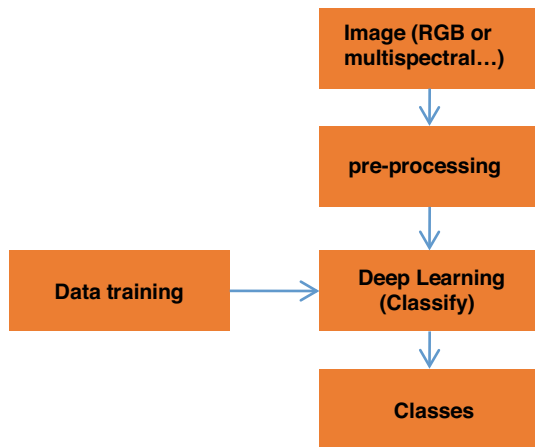 Image (RGB or
multispectral…)
pre-processing
Data training
Deep Learning
(Classify)
Classes